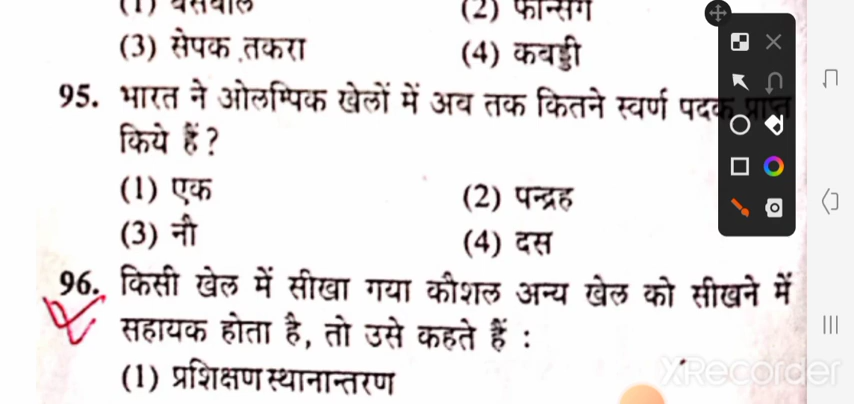 (2) फेन्सिंग
(3) सेपक तकरा (4) कबड्डी
95. भारत ने ओलम्पिक खेलों में अब तक कितने स्वर्ण पदक प्राप्त
किये हैं?
(1) एक (2) पन्द्रह
(3) नौ (4) दस
96. किसी खेल में सीखा गया कौशल अन्य खेल को सीखने में
सहायक होता है, तो उसे कहते हैं :
(1) प्रशिक्षण स्थानान्तरण
XRecorder